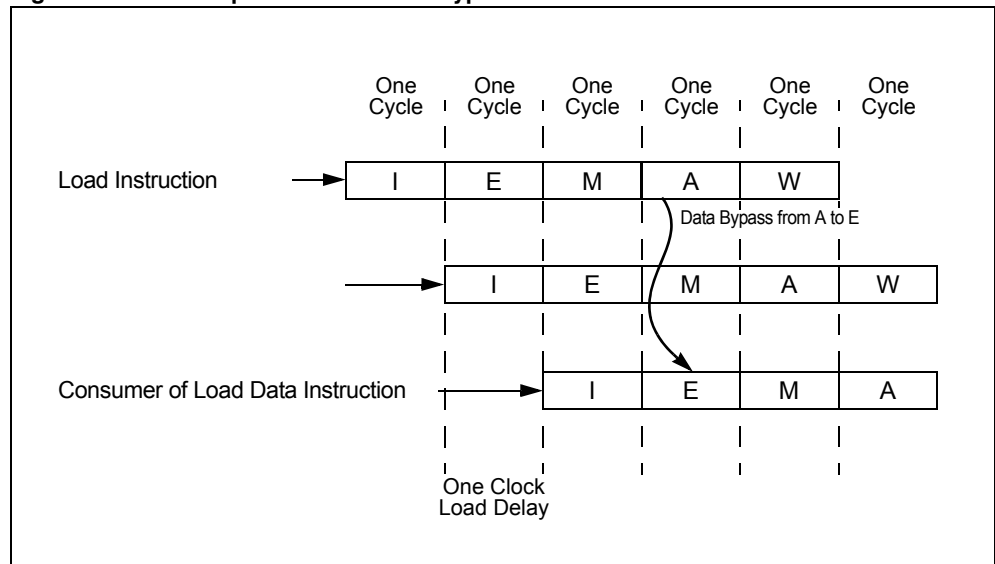 One One One One One One
Cycle Cycle Cycle Cycle Cycle Cycle
Load Instruction I E M A W
Data Bypass from A to E
I E M A W
Consumer of Load Data Instruction I E M A
One Clock
Load Delay